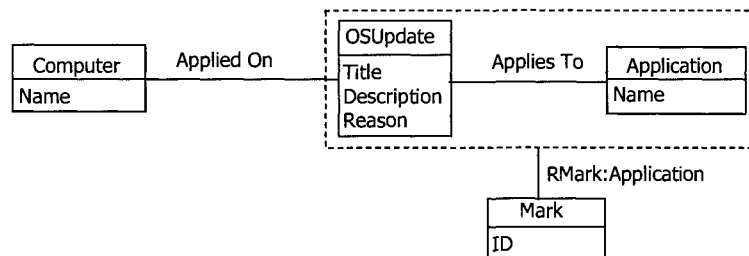 Computer
Name
Applied On
OSUpdate
Title
Description
Reason
Applies To
Application
Name
RMark:Application
Mark
ID